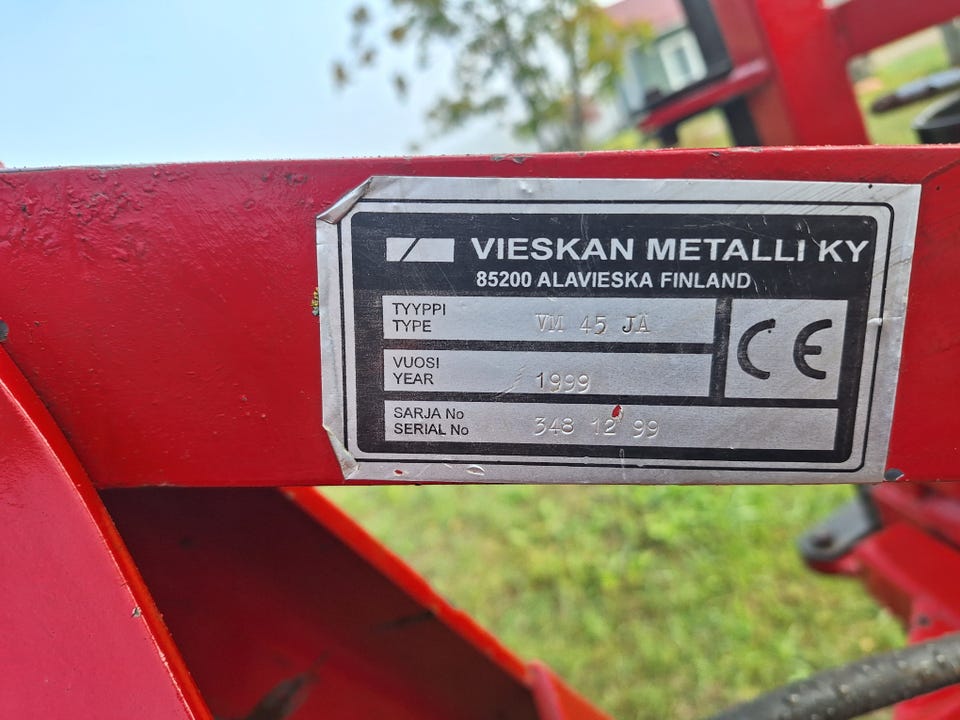 VIESKAN METALLI KY
85200 ALAVIESKA FINLAND
TYYPPI
TYPE
VM 45 JÄ
VUOSI
YEAR
1999
SARJA No
SERIAL No
348 12 99
CE